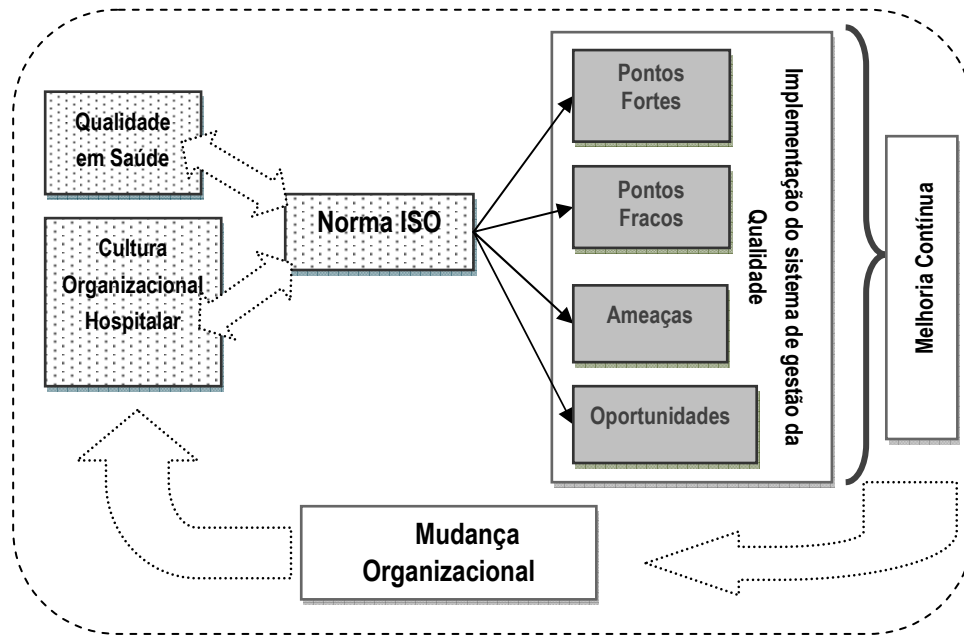 Qualidade
em Saúde
Cultura
Organizacional
Hospitalar
Norma ISO
Pontos
Fortes
Pontos
Fracos
Ameaças
Oportunidades
Implementação do sistema de gestão da
Qualidade
Melhoria Continua
Mudança
Organizacional